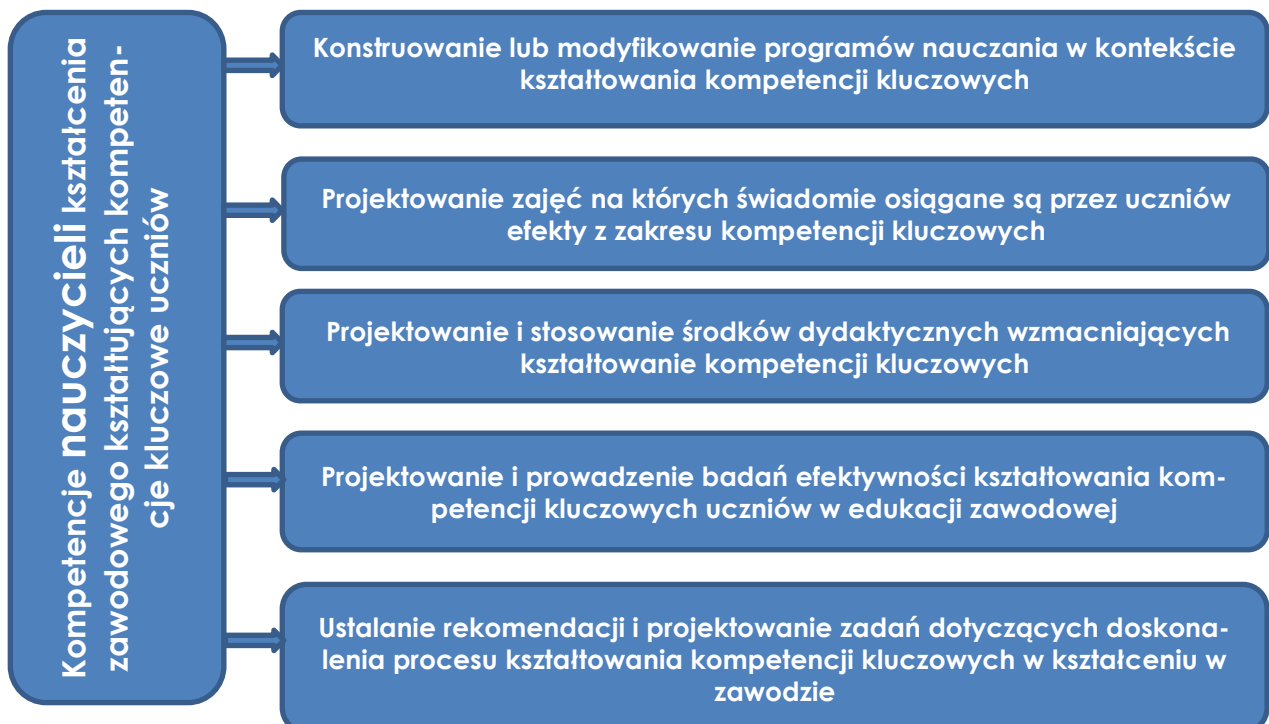 Kompetencje nauczycieli kształcenia
zawodowego kształtujących kompeten-
cje kluczowe uczniów
Konstruowanie lub modyfikowanie programów nauczania w kontekście
kształtowania kompetencji kluczowych
Projektowanie zajęć na których świadomie osiągane są przez uczniów
efekty z zakresu kompetencji kluczowych
Projektowanie i stosowanie środków dydaktycznych wzmacniających
kształtowanie kompetencji kluczowych
Projektowanie i prowadzenie badań efektywności kształtowania kom-
petencji kluczowych uczniów w edukacji zawodowej
Ustalanie rekomendacji i projektowanie zadań dotyczących doskona-
lenia procesu kształtowania kompetencji kluczowych w kształceniu w
zawodzie